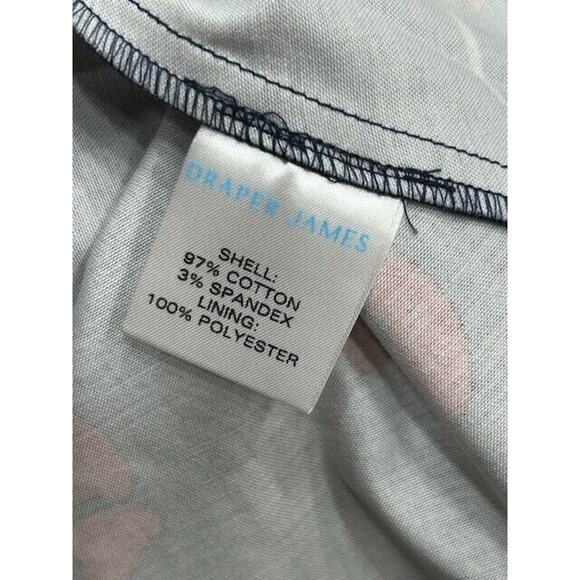 DRAPER JAMES
SHELL:
97% COTTON
3% SPANDEX
LINING:
100% POLYESTER